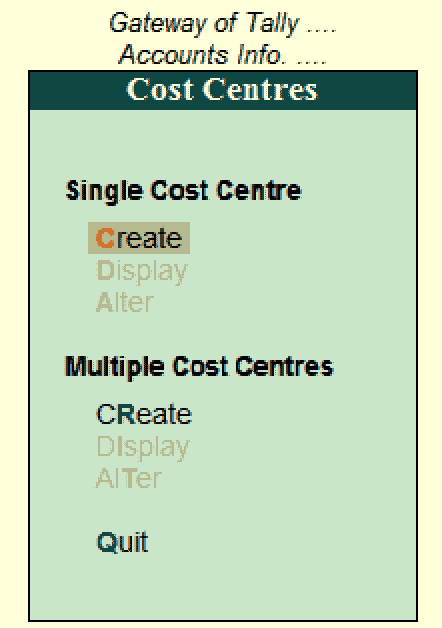 Gateway of Tally ....
Accounts Info. ....
Cost Centres
Single Cost Centre
Create
Display
Alter
Multiple Cost Centres
CReate
DIsplay
AlTer
Quit